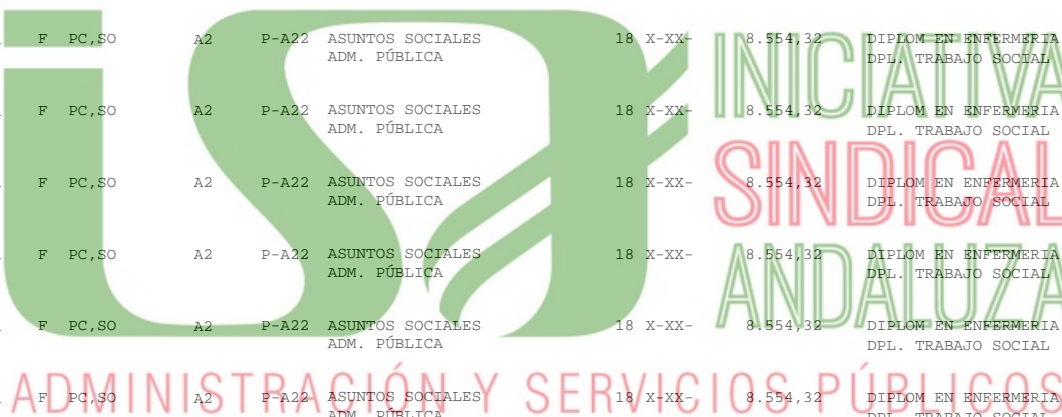 F PC,SO A2 P-A22 ASUNTOS SOCIALES 18 X-XX- 8.554,32 DIPLOM EN ENFERMERIA
ADM. PÚBLICA DPL. TRABAJO SOCIAL
F PC,SO A2 P-A22 ASUNTOS SOCIALES 18 X-XX- 8.554,32 DIPLOM EN ENFERMERIA
ADM. PÚBLICA DPL. TRABAJO SOCIAL
F PC,SO A2 P-A22 ASUNTOS SOCIALES 18 X-XX- 8.554,32 DIPLOM EN ENFERMERIA
ADM. PÚBLICA DPL. TRABAJO SOCIAL
F PC,SO A2 P-A22 ASUNTOS SOCIALES 18 X-XX- 8.554,32 DIPLOM EN ENFERMERIA
ADM. PÚBLICA DPL. TRABAJO SOCIAL
F PC,SO A2 P-A22 ASUNTOS SOCIALES 18 X-XX- 8.554,32 DIPLOM EN ENFERMERIA
ADM. PÚBLICA DPL. TRABAJO SOCIAL
F PC,SO A2 P-A22 ASUNTOS SOCIALES 18 X-XX- 8.554,32 DIPLOM EN ENFERMERIA
ADM. PÚBLICA DPL. TRABAJO SOCIAL
isa
INICIATIVA
SINDICAL
ANDALUZA
ADMINISTRACIÓN Y SERVICIOS PÚBLICOS